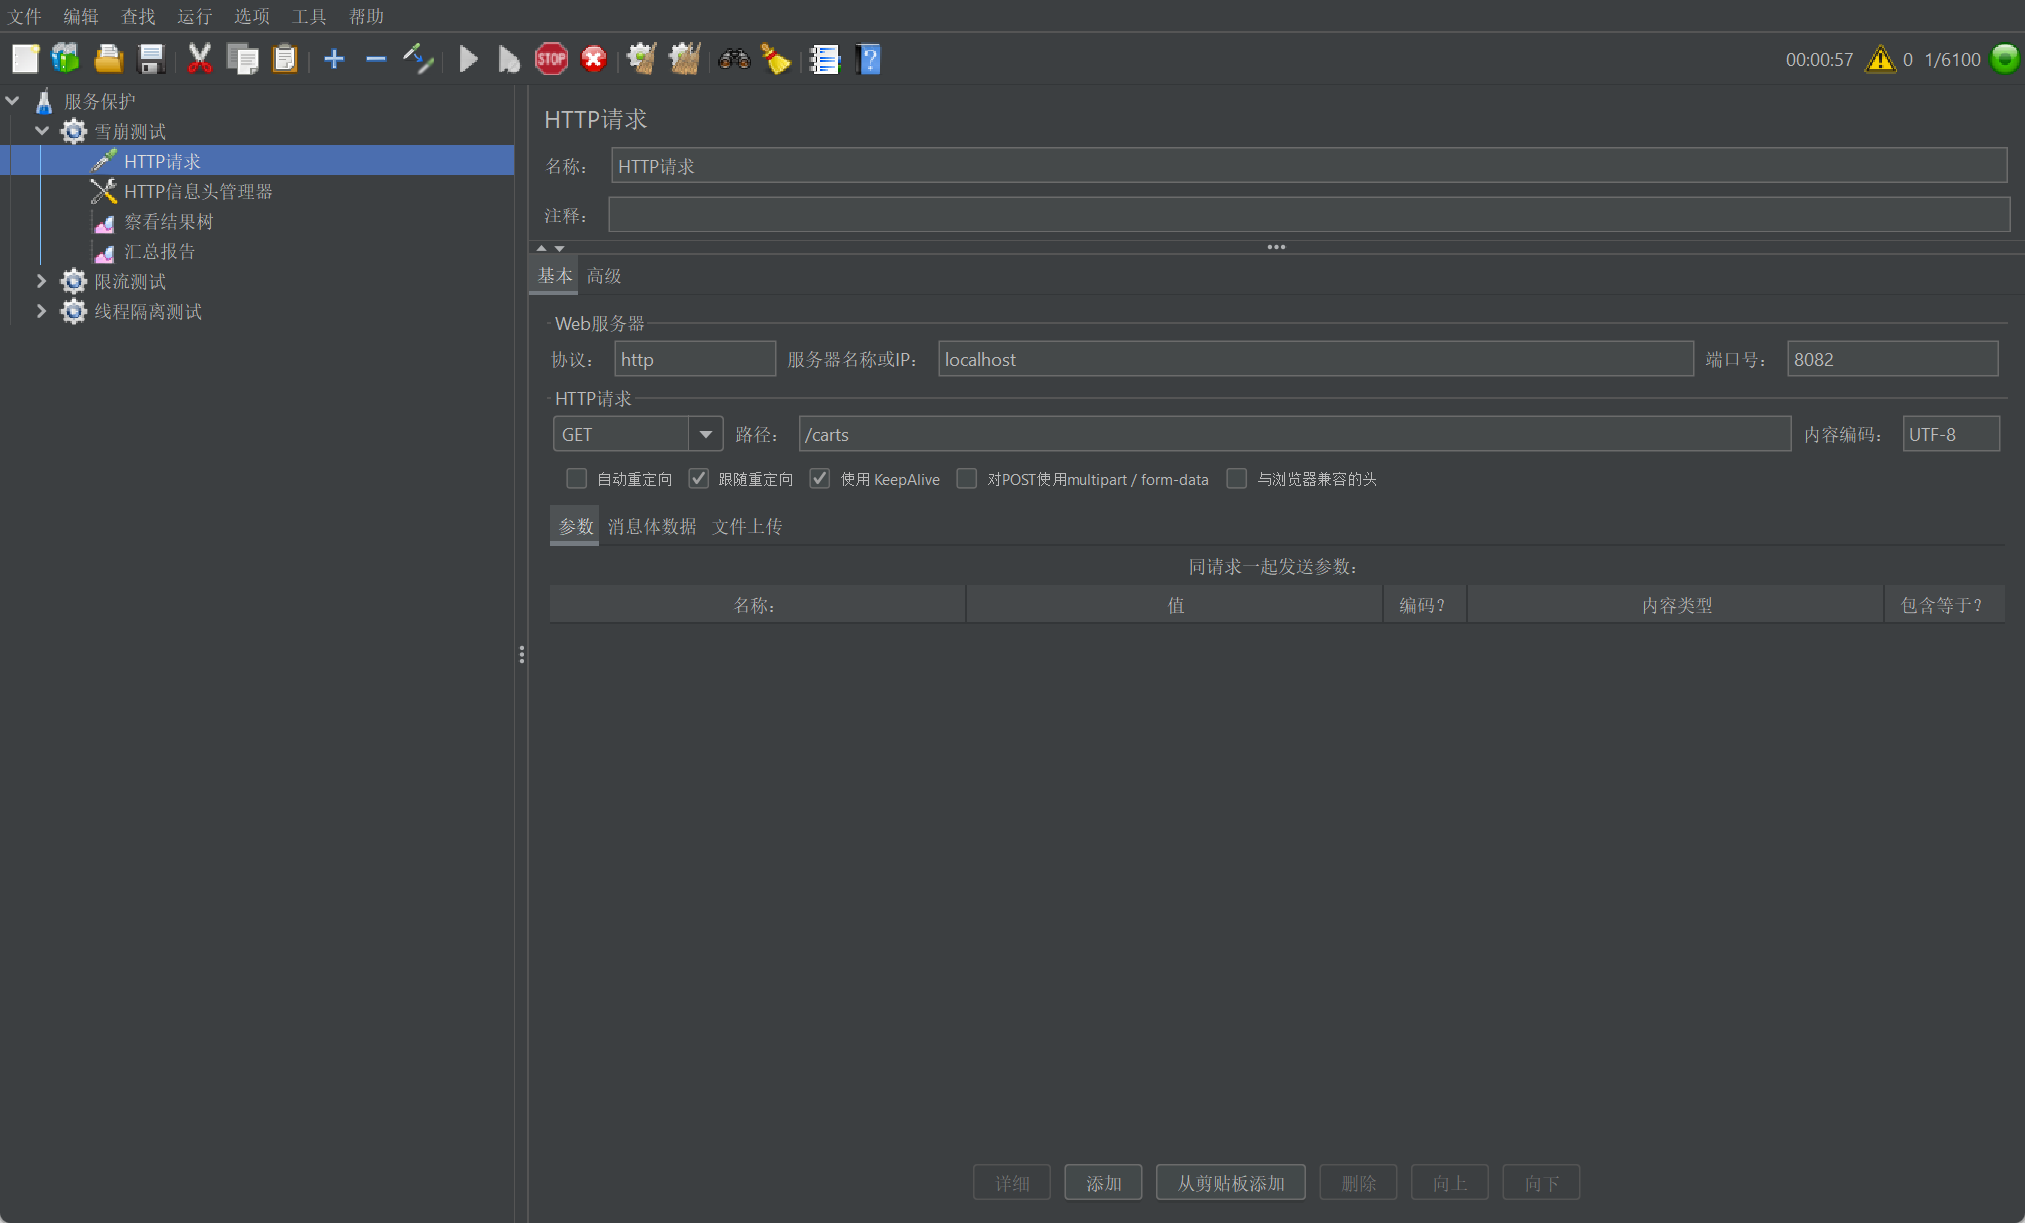 文件 编辑 查找 运行 选项 工具 帮助
STOP ? 00:00:57 0 1/6100
服务保护
雪崩测试
HTTP请求
HTTP信息头管理器
察看结果树
汇总报告
限流测试
线程隔离测试
HTTP请求
名称： HTTP请求
注释：
基本 高级
Web服务器
协议： http 服务器名称或IP： localhost 端口号： 8082
HTTP请求
GET 路径： /carts 内容编码： UTF-8
自动重定向 跟随重定向 使用 KeepAlive 对POST使用multipart / form-data 与浏览器兼容的头
参数 消息体数据 文件上传
同请求一起发送参数：
名称： 值 编码？ 内容类型 包含等于？
详细 添加 从剪贴板添加 删除 向上 向下